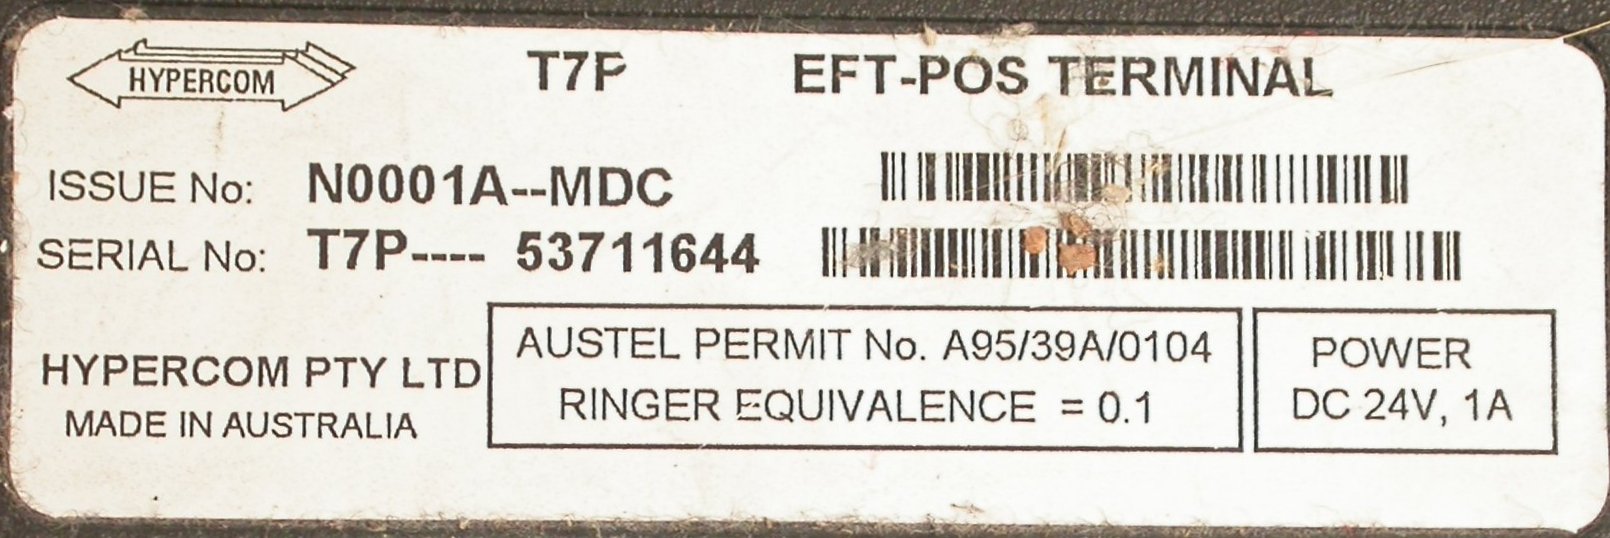 HYPERCOM T7P EFT-POS TERMINAL
ISSUE No: N0001A--MDC
SERIAL No: T7P---- 53711644
HYPERCOM PTY LTD
MADE IN AUSTRALIA
AUSTEL PERMIT No. A95/39A/0104
RINGER EQUIVALENCE = 0.1
POWER
DC 24V, 1A